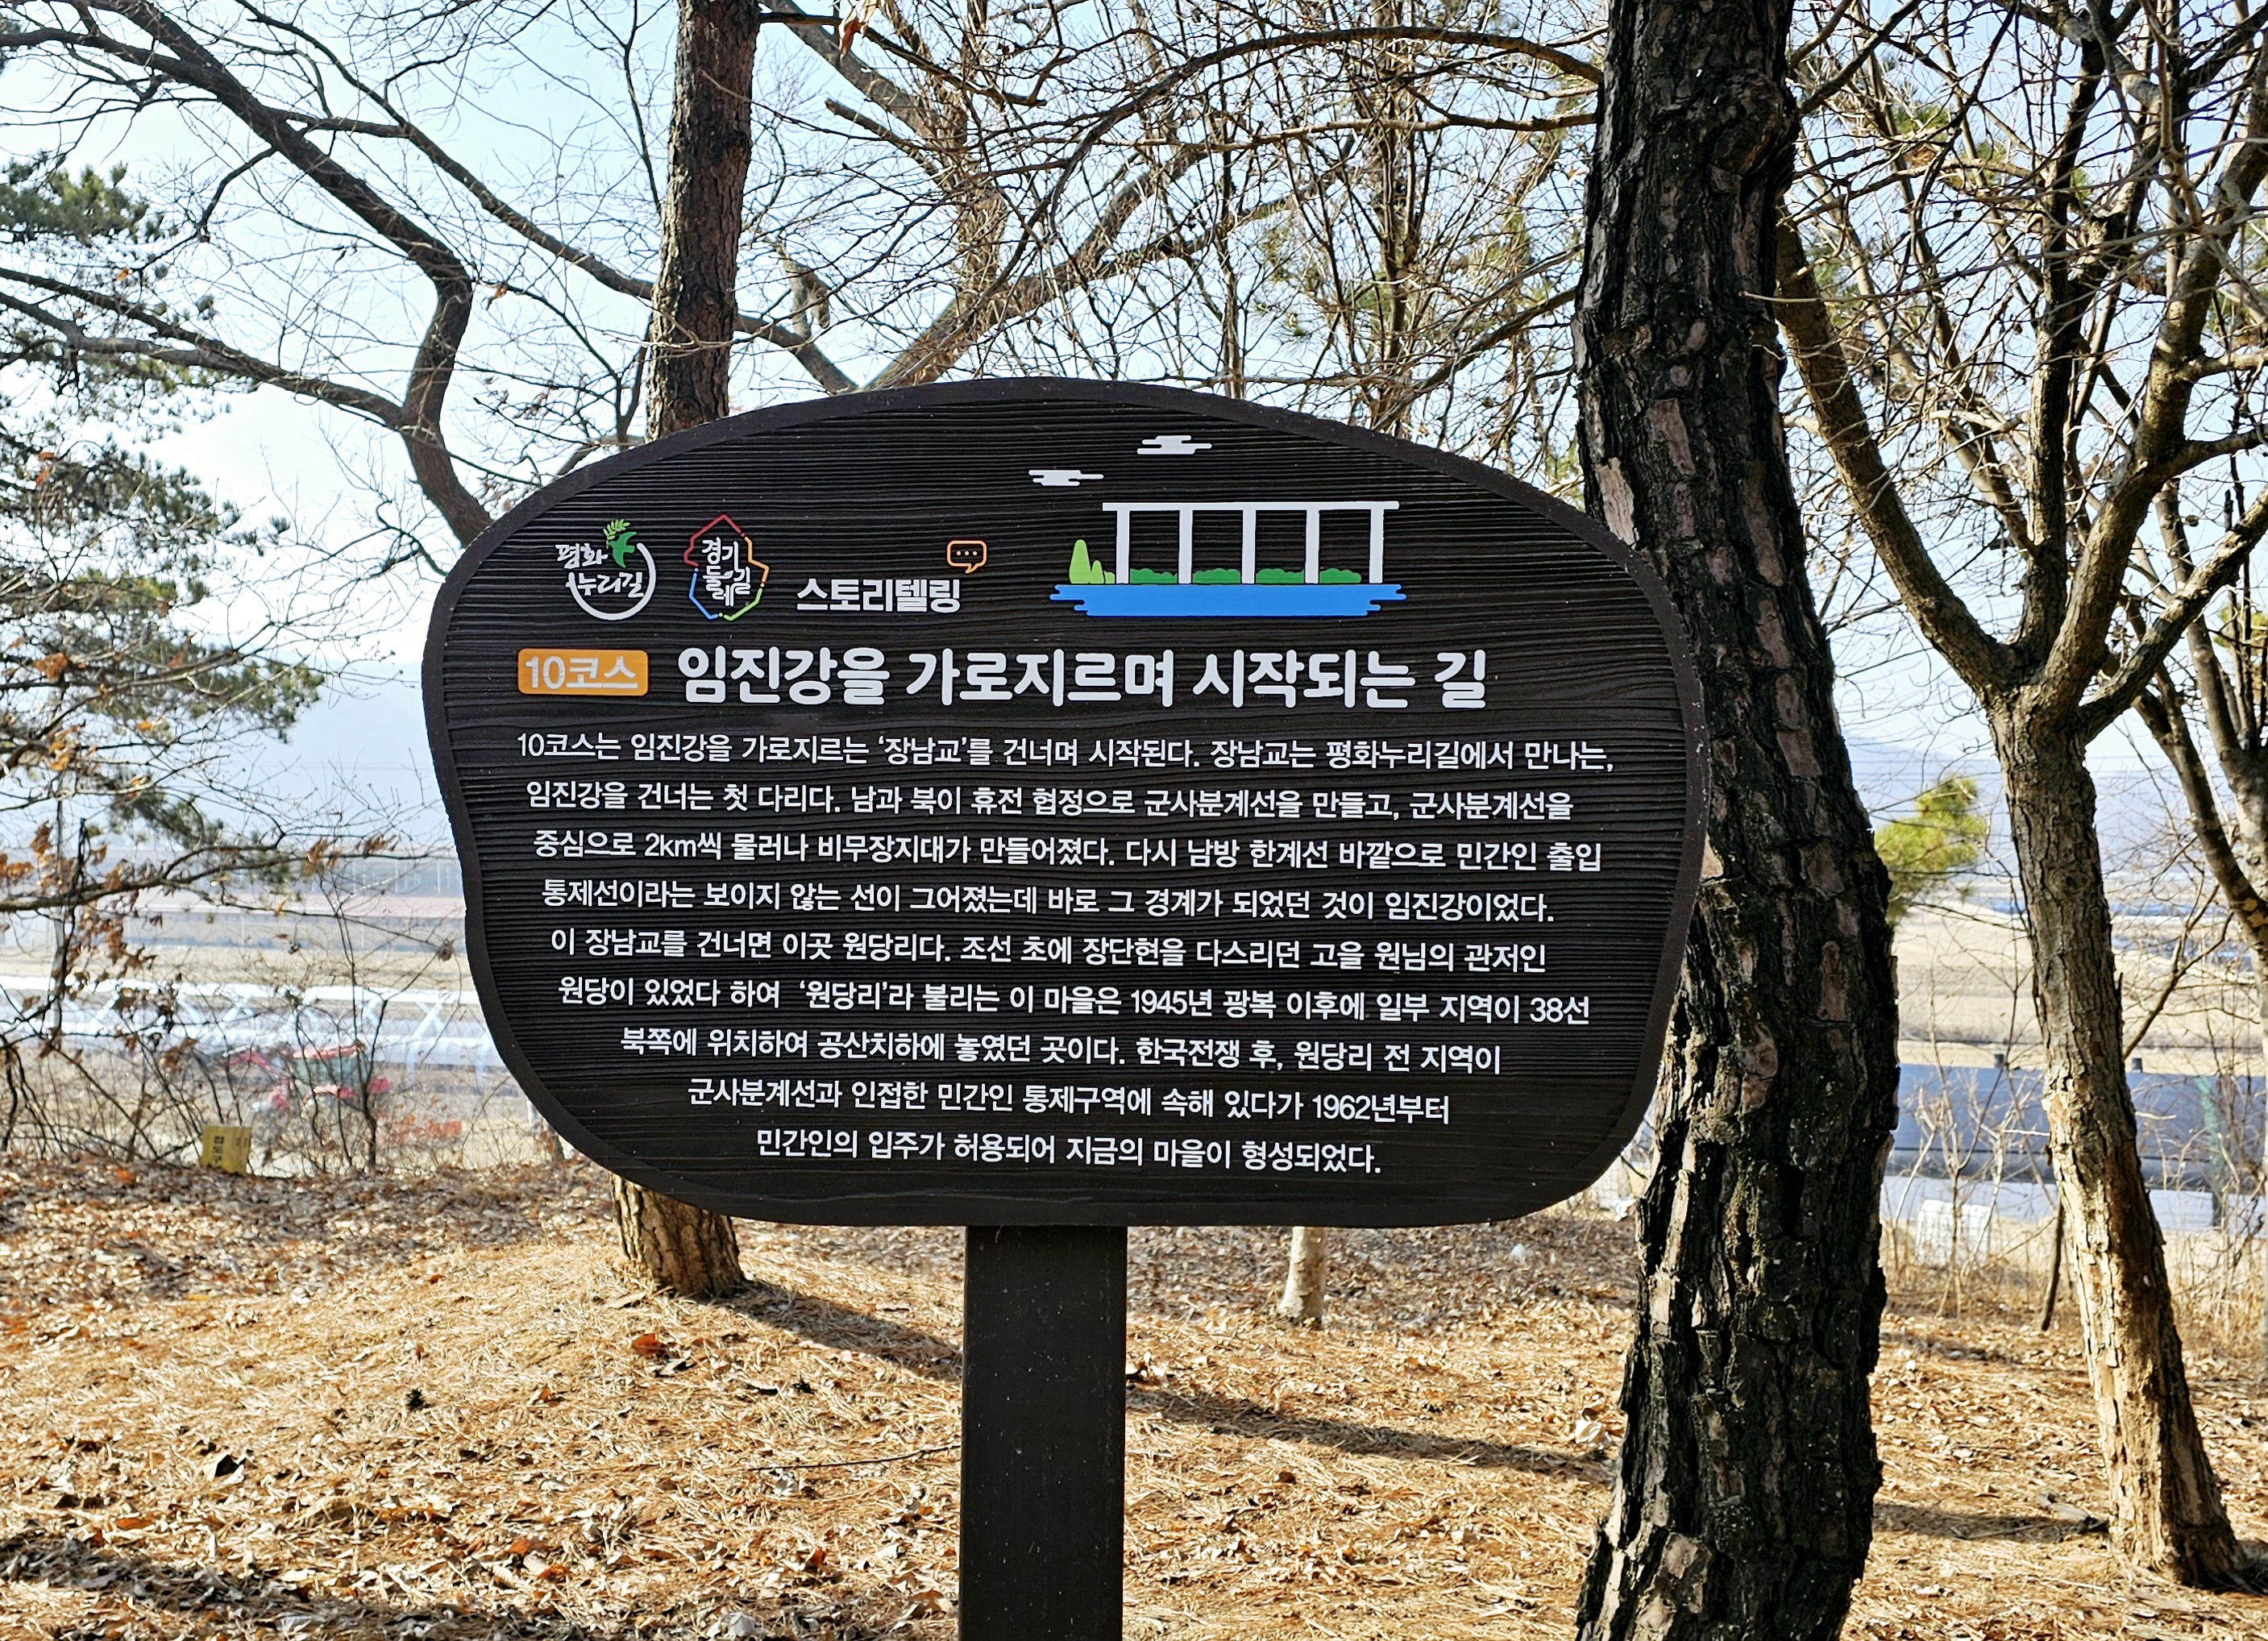 평화
누리길
경기
둘레길
스토리텔링
10코스 임진강을 가로지르며 시작되는 길
10코스는 임진강을 가로지르는 ‘장남교’를 건너며 시작된다. 장남교는 평화누리길에서 만나는,
임진강을 건너는 첫 다리다. 남과 북이 휴전 협정으로 군사분계선을 만들고, 군사분계선을
중심으로 2km씩 물러나 비무장지대가 만들어졌다. 다시 남방 한계선 바깥으로 민간인 출입
통제선이라는 보이지 않는 선이 그어졌는데 바로 그 경계가 되었던 것이 임진강이었다.
이 장남교를 건너면 이곳 원당리다. 조선 초에 장단현을 다스리던 고을 원님의 관저인
원당이 있었다 하여 ‘원당리’라 불리는 이 마을은 1945년 광복 이후에 일부 지역이 38선
북쪽에 위치하여 공산치하에 놓였던 곳이다. 한국전쟁 후, 원당리 전 지역이
군사분계선과 인접한 민간인 통제구역에 속해 있다가 1962년부터
민간인의 입주가 허용되어 지금의 마을이 형성되었다.